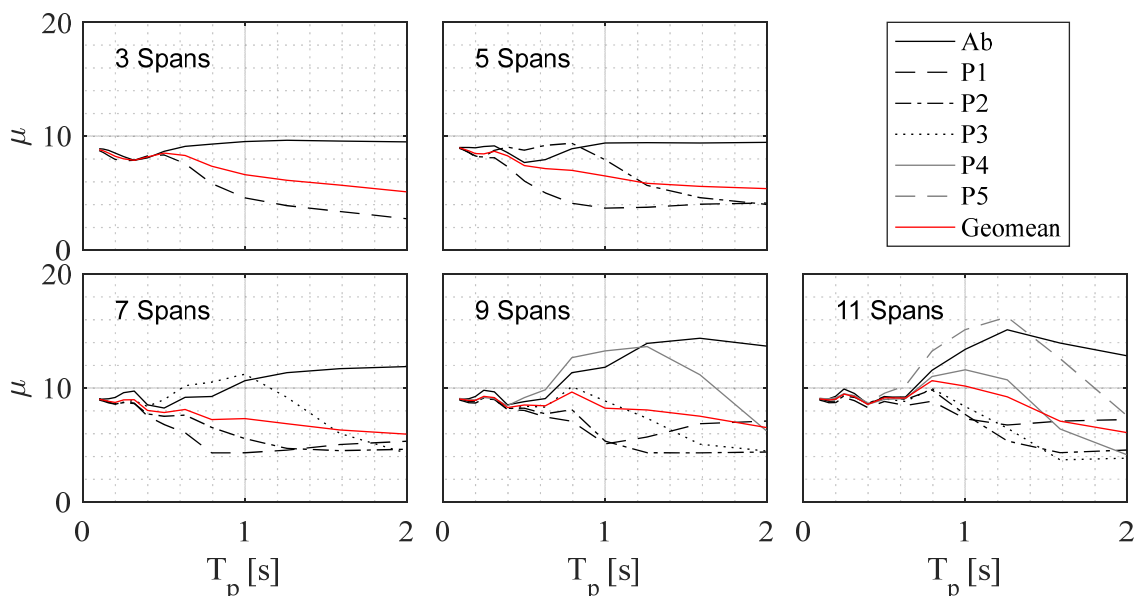 20
10
0
μ
3 Spans
5 Spans
Ab
P1
P2
P3
P4
P5
Geomean
20
10
0
μ
7 Spans
9 Spans
11 Spans
0 1 2 0 1 2 0 1 2
Tp [s] Tp [s] Tp [s]